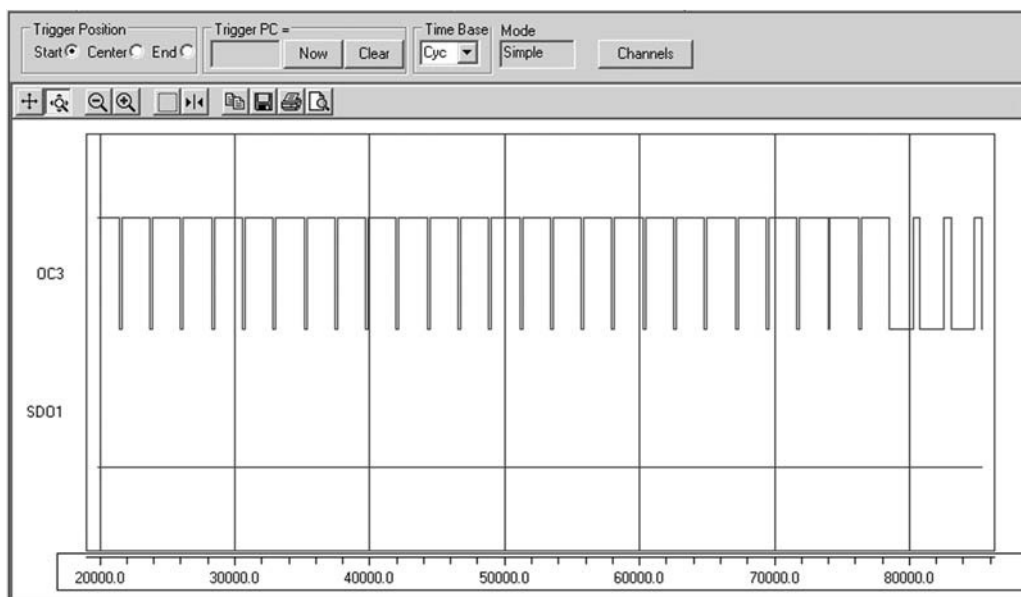 Trigger Position Trigger PC = Time Base Mode
Start Center End Now Clear Cyc Simple Channels
OC3
SDO1
20000.0 30000.0 40000.0 50000.0 60000.0 70000.0 80000.0